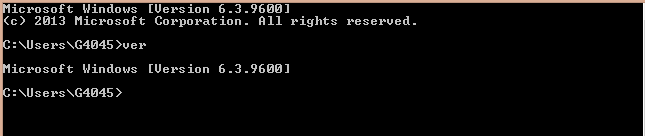 Microsoft Windows [Version 6.3.9600]
(c) 2013 Microsoft Corporation. All rights reserved.
C:\Users\G4045>ver
Microsoft Windows [Version 6.3.9600]
C:\Users\G4045>